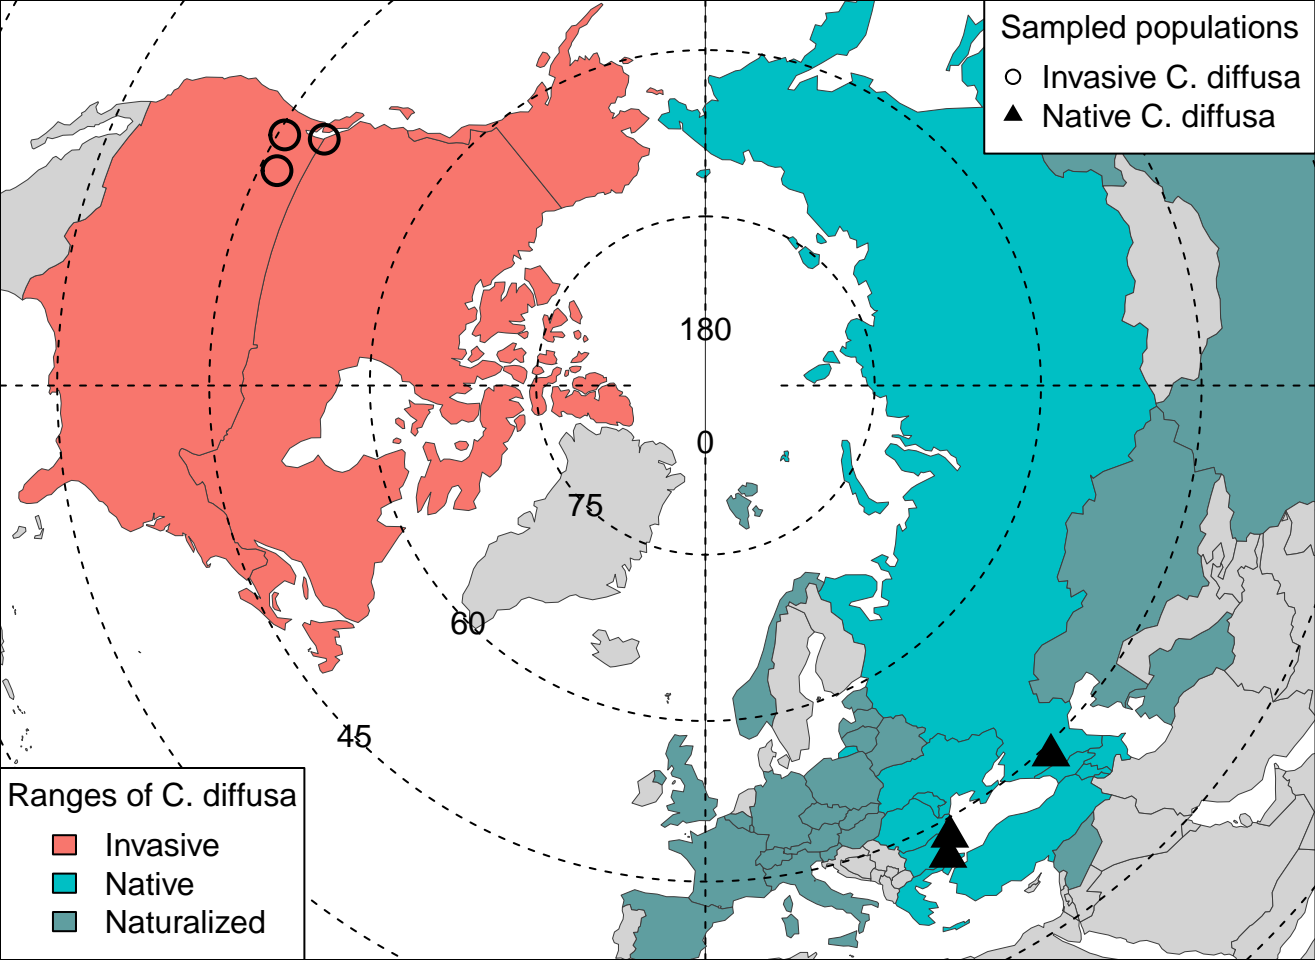 Sampled populations
Invasive C. diffusa
Native C. diffusa
180
0
75
60
45
Ranges of C. diffusa
Invasive
Native
Naturalized